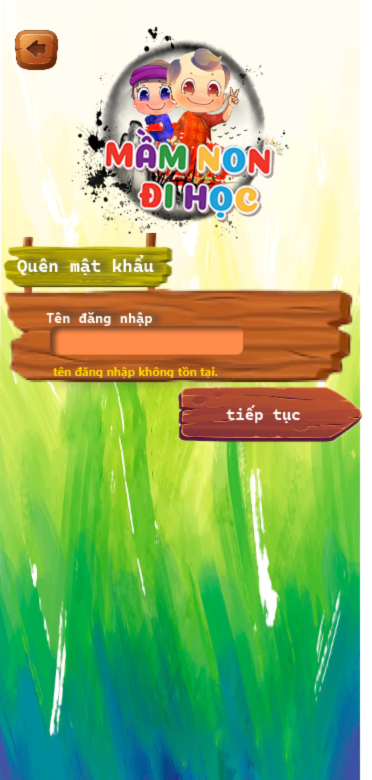 MẦM NON
ĐI HỌC
Quên mật khẩu
Tên đăng nhập
tên đăng nhập không tồn tại.
tiếp tục